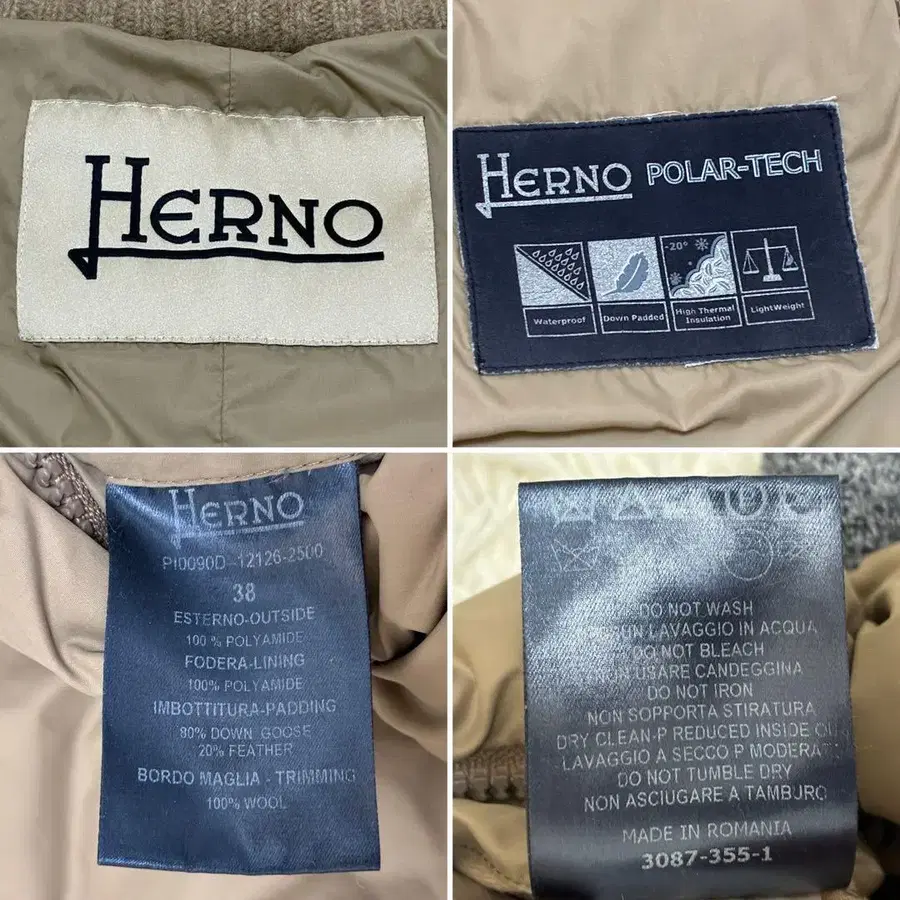 HERNO
HERNO POLAR-TECH
-20°
Waterproof
Down Padded
High Thermal
Insulation
LightWeight
HERNO
PI0090D-12126-2500
38
ESTERNO-OUTSIDE
100 % POLYAMIDE
FODERA-LINING
100% POLYAMIDE
IMBOTTITURA-PADDING
80% DOWN GOOSE
20% FEATHER
BORDO MAGLIA - TRIMMING
100% WOOL
DO NOT WASH
LAVAGGIO IN ACQUA
DO NOT BLEACH
USARE CANDEGGINA
DO NOT IRON
NON SOPPORTA STIRATURA
DRY CLEAN-P REDUCED INSIDE
LAVAGGIO A SECCO P MODERAT
DO NOT TUMBLE DRY
NON ASCIUGARE A TAMBURO
MADE IN ROMANIA
3087-355-1